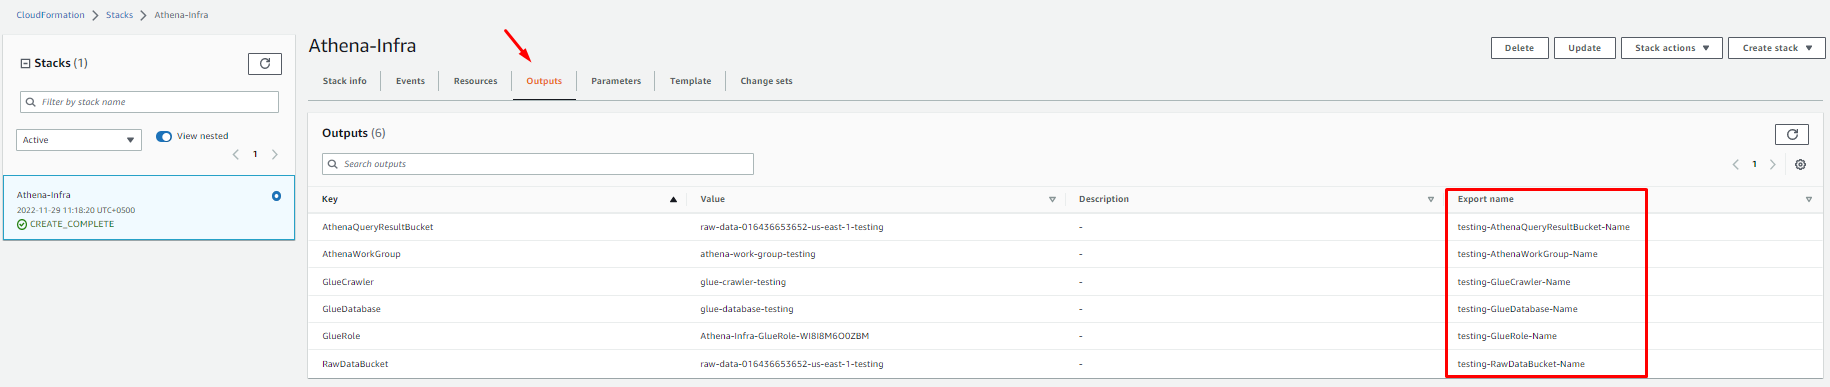 CloudFormation > Stacks > Athena-Infra
Stacks (1)
Filter by stack name
Active
View nested
1
Athena-Infra
2022-11-29 11:18:20 UTC+0500
CREATE_COMPLETE
Athena-Infra
Delete Update Stack actions Create stack
Stack info Events Resources Outputs Parameters Template Change sets
Outputs (6)
Search outputs
1
Key Value Description Export name
AthenaQueryResultBucket raw-data-016436653652-us-east-1-testing - testing-AthenaQueryResultBucket-Name
AthenaWorkGroup athena-work-group-testing - testing-AthenaWorkGroup-Name
GlueCrawler glue-crawler-testing - testing-GlueCrawler-Name
GlueDatabase glue-database-testing - testing-GlueDatabase-Name
GlueRole Athena-Infra-GlueRole-WI8I8M6O0ZBM - testing-GlueRole-Name
RawDataBucket raw-data-016436653652-us-east-1-testing - testing-RawDataBucket-Name